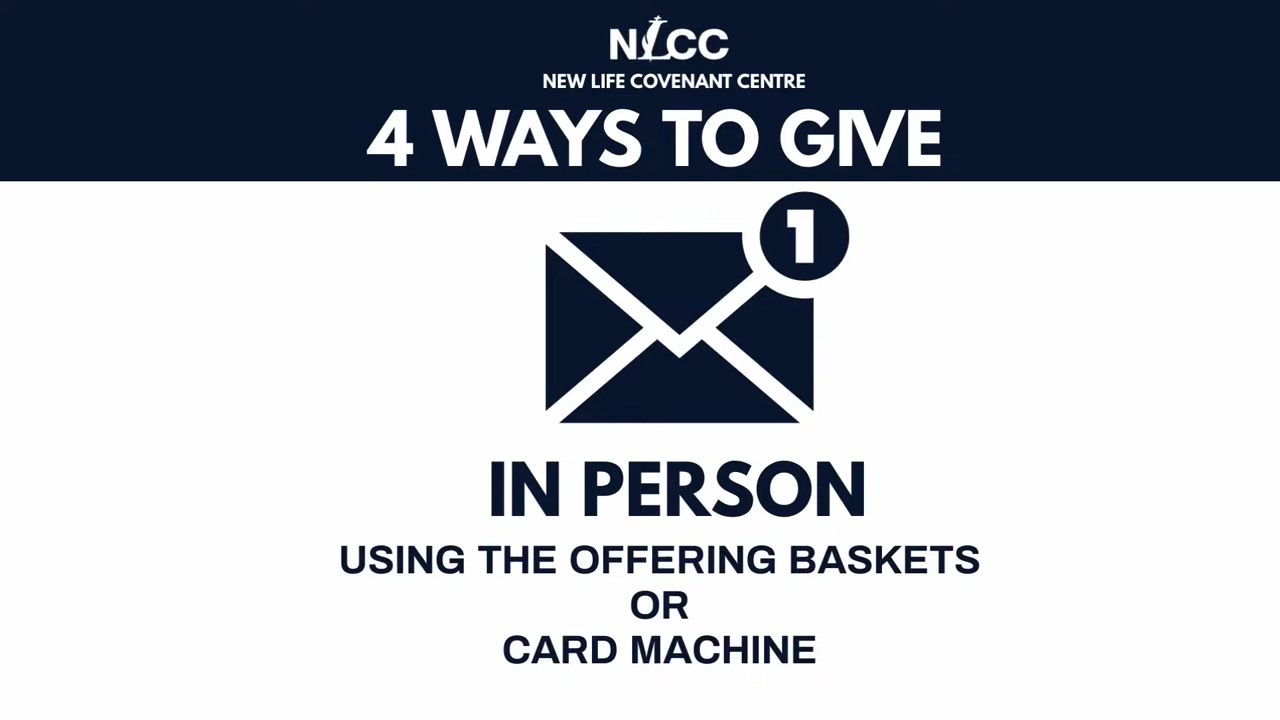 NLCC
NEW LIFE COVENANT CENTRE
4 WAYS TO GIVE
1
IN PERSON
USING THE OFFERING BASKETS
OR
CARD MACHINE